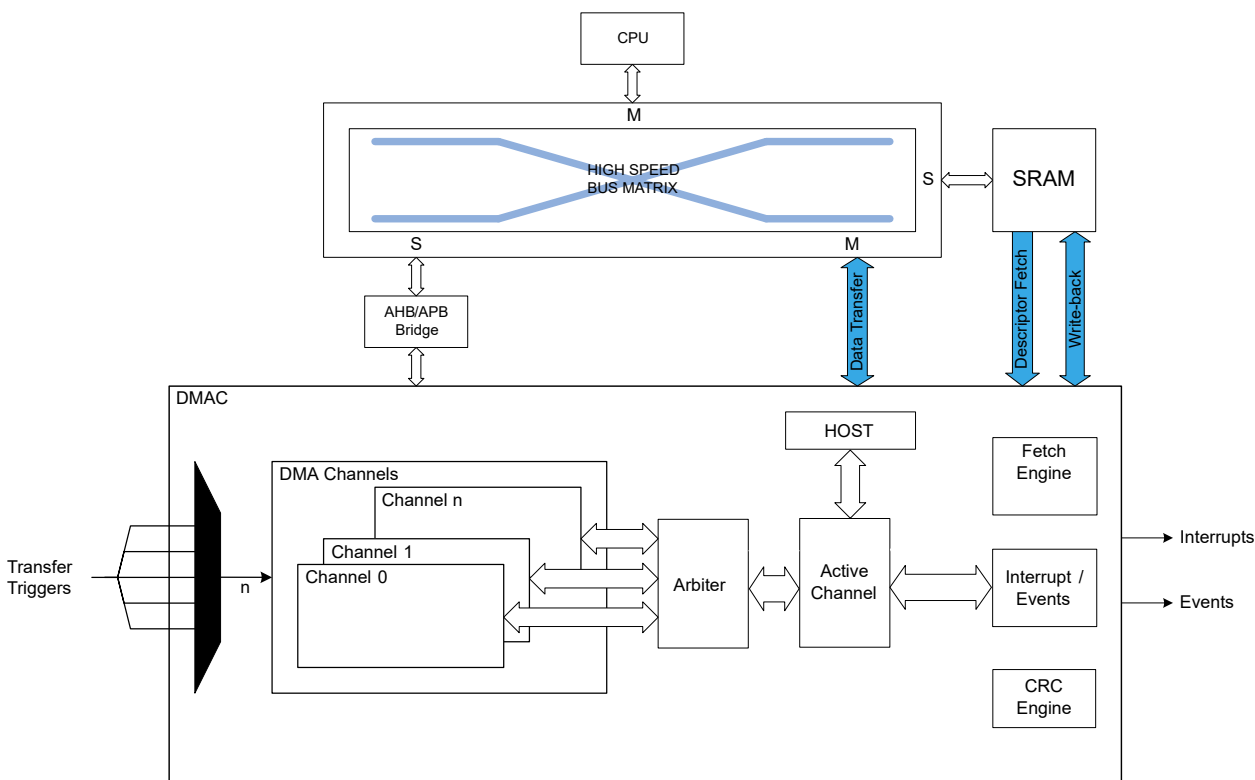 CPU
M
HIGH SPEED
BUS MATRIX
S
SRAM
S
M
AHB/APB
Bridge
Data Transfer
Descriptor Fetch
Write-back
DMAC
HOST
Fetch
Engine
DMA Channels
Channel n
Channel 1
Channel 0
Transfer
Triggers
n
Arbiter
Active
Channel
Interrupt /
Events
Interrupts
Events
CRC
Engine